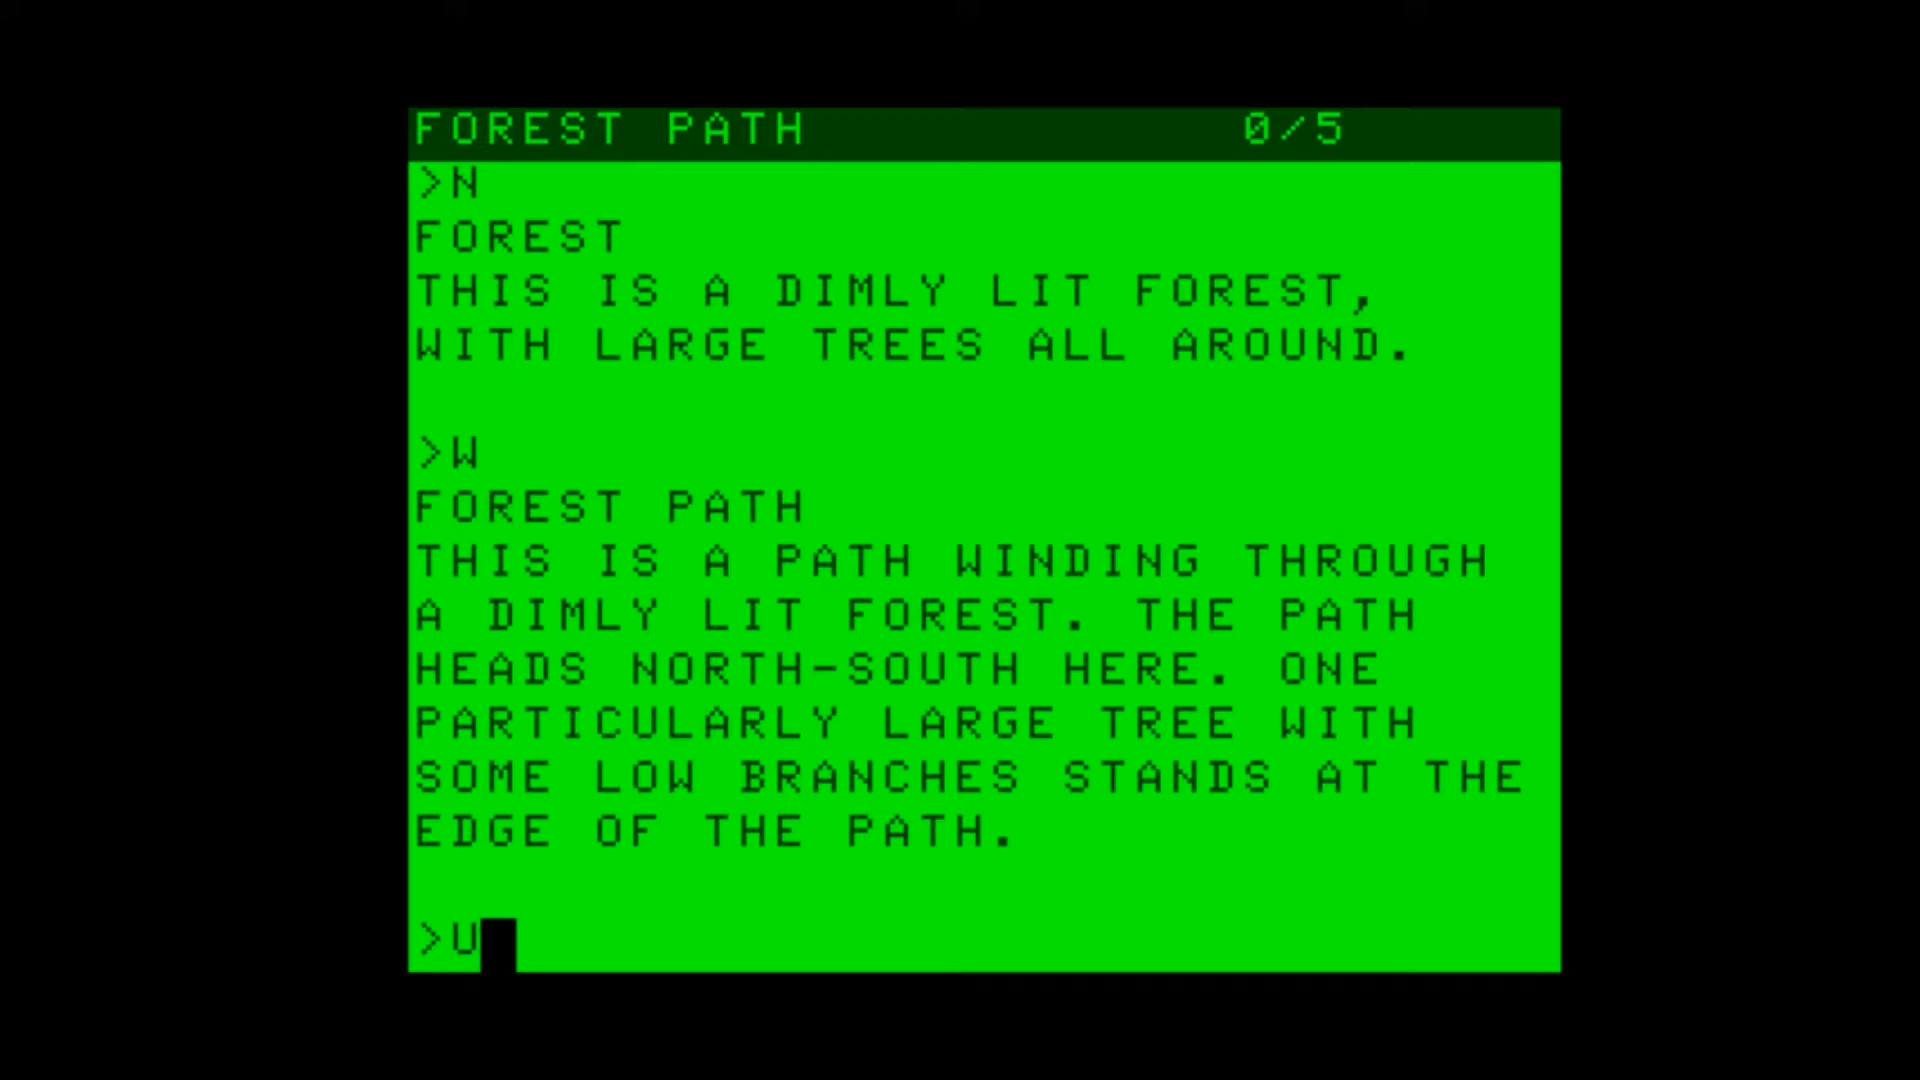 FOREST PATH 0/5
>N
FOREST
THIS IS A DIMLY LIT FOREST,
WITH LARGE TREES ALL AROUND.
>W
FOREST PATH
THIS IS A PATH WINDING THROUGH
A DIMLY LIT FOREST. THE PATH
HEADS NORTH-SOUTH HERE. ONE
PARTICULARLY LARGE TREE WITH
SOME LOW BRANCHES STANDS AT THE
EDGE OF THE PATH.
>U